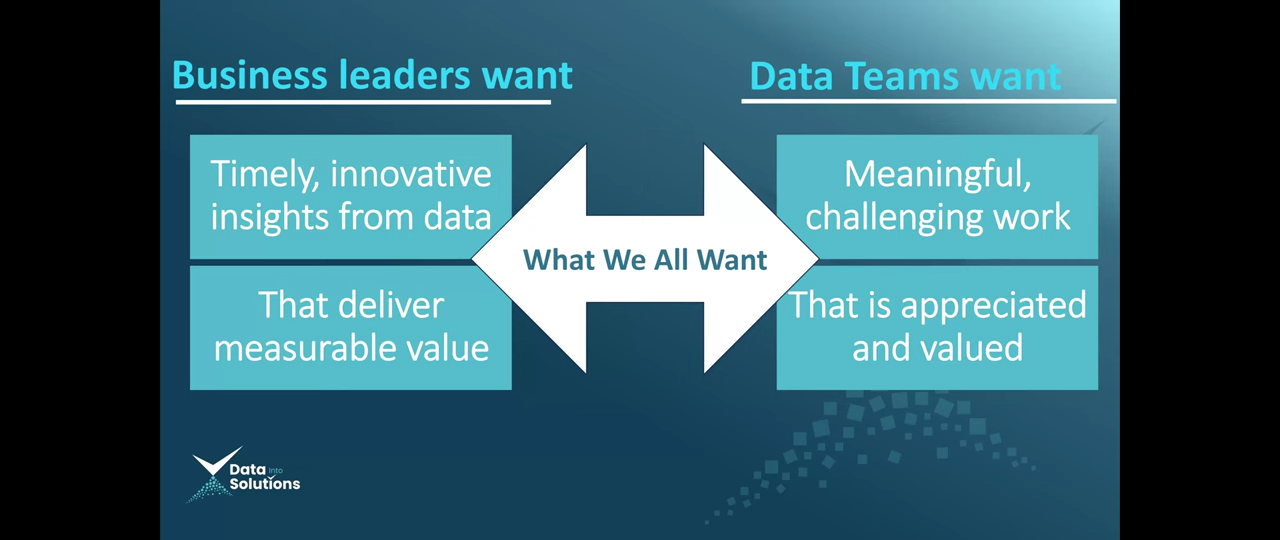 Business leaders want
Timely, innovative
insights from data
That deliver
measurable value
What We All Want
Data Teams want
Meaningful,
challenging work
That is appreciated
and valued
Data Into
Solutions